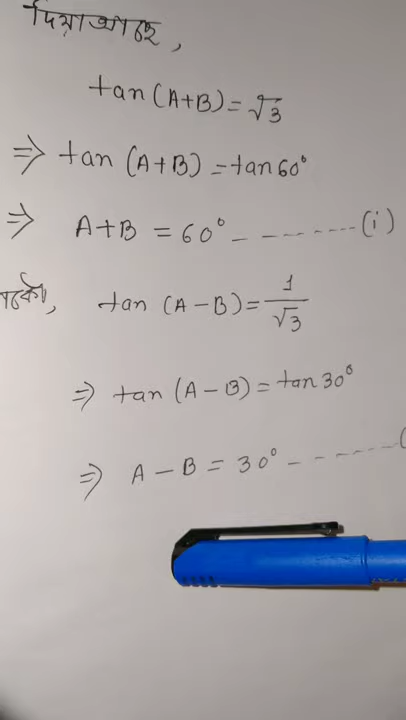 দিয়া আছে,
tan (A+B) = √3
⇒ tan (A+B) = tan 60°
⇒ A+B = 60° - - - - - - - - (i)
tan (A-B) = 1/√3
⇒ tan (A-B) = tan 30°
⇒ A-B = 30° - - - - - - - (